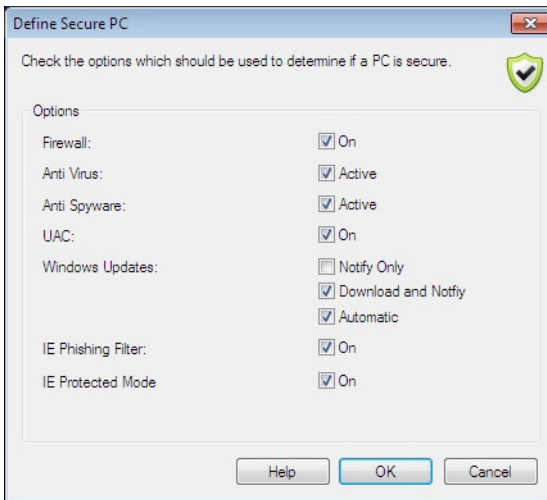 Define Secure PC
Check the options which should be used to determine if a PC is secure.
Options
Firewall: On
Anti Virus: Active
Anti Spyware: Active
UAC: On
Windows Updates: Notify Only
Download and Notfiy
Automatic
IE Phishing Filter: On
IE Protected Mode On
Help OK Cancel